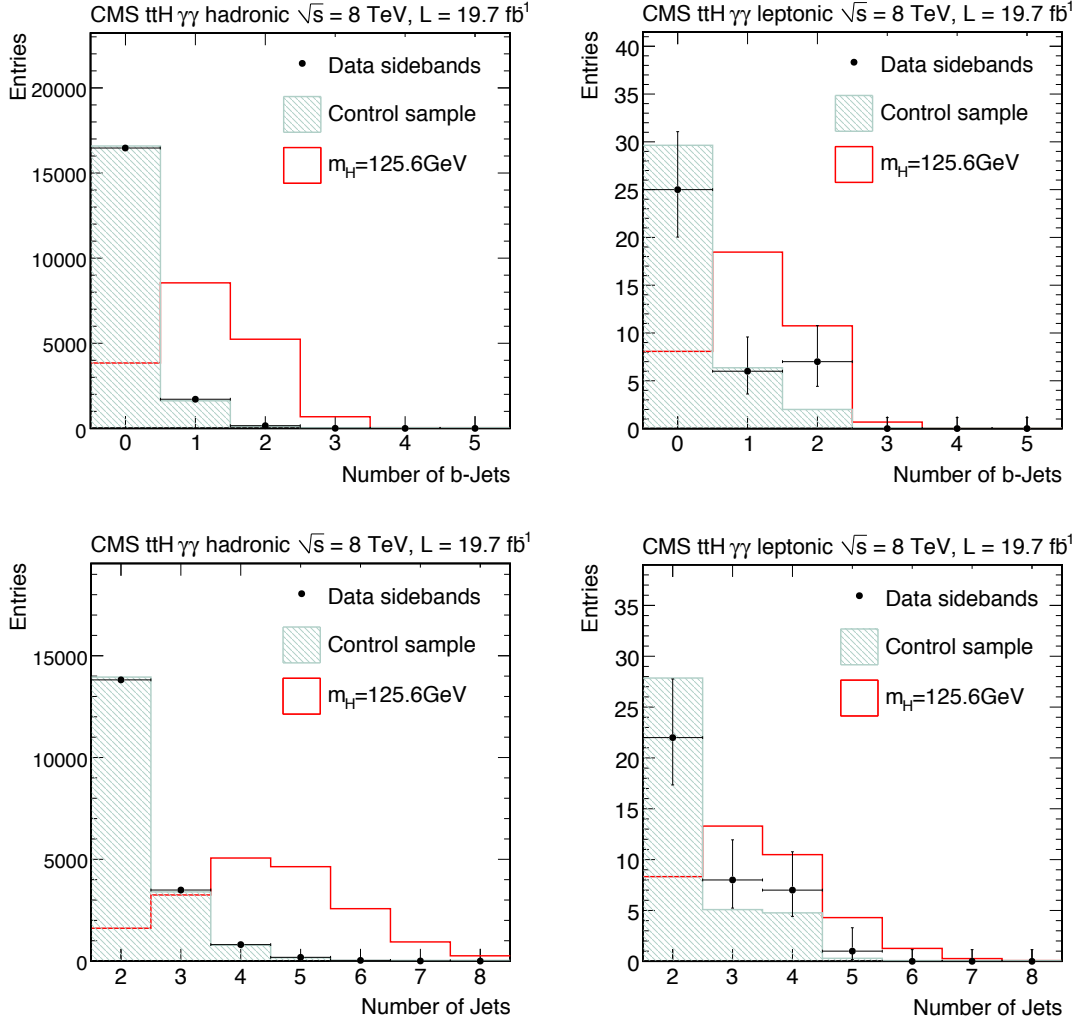 CMS ttH γγ hadronic √s = 8 TeV, L = 19.7 fb⁻¹
Entries
20000
15000
10000
5000
0
Data sidebands
Control sample
m_H=125.6GeV
0 1 2 3 4 5
Number of b-Jets
CMS ttH γγ leptonic √s = 8 TeV, L = 19.7 fb⁻¹
Entries
40
35
30
25
20
15
10
5
0
Data sidebands
Control sample
m_H=125.6GeV
0 1 2 3 4 5
Number of b-Jets
CMS ttH γγ hadronic √s = 8 TeV, L = 19.7 fb⁻¹
Entries
15000
10000
5000
0
Data sidebands
Control sample
m_H=125.6GeV
2 3 4 5 6 7 8
Number of Jets
CMS ttH γγ leptonic √s = 8 TeV, L = 19.7 fb⁻¹
Entries
35
30
25
20
15
10
5
0
Data sidebands
Control sample
m_H=125.6GeV
2 3 4 5 6 7 8
Number of Jets